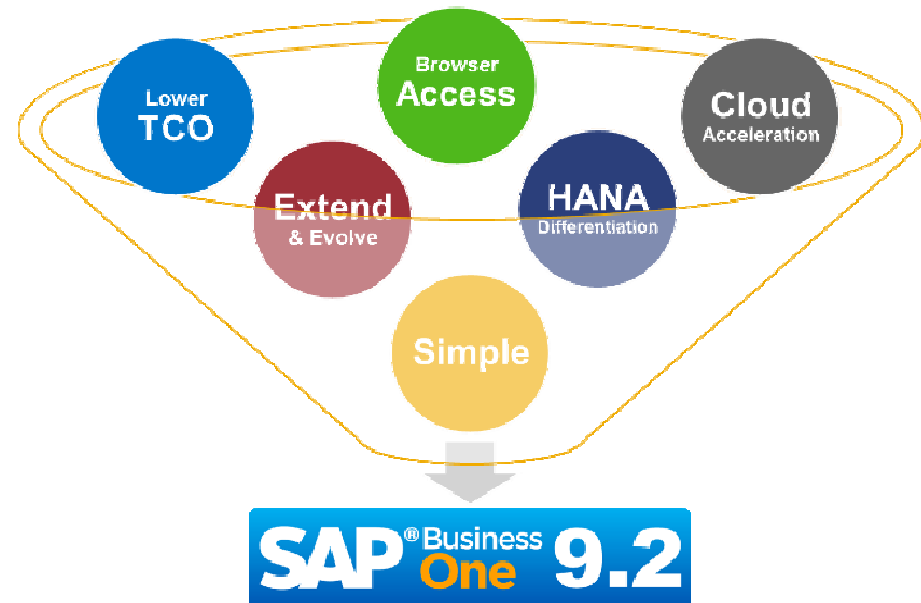 Lower
TCO
Browser
Access
Cloud
Acceleration
Extend
& Evolve
HANA
Differentiation
Simple
SAP® Business One 9.2